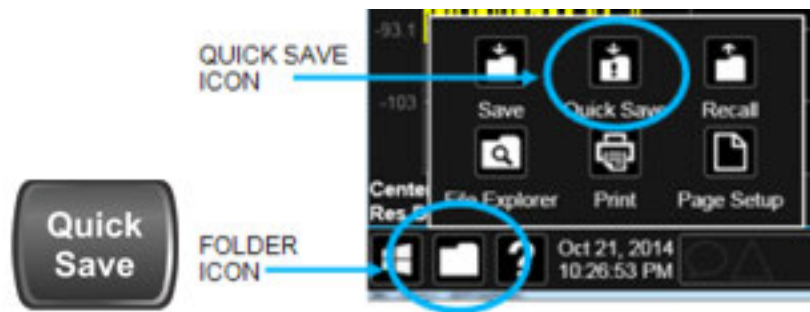 -93.1
QUICK SAVE
ICON
-103
Save
Quick Save
Recall
File Explorer
Print
Page Setup
Res B
Quick
Save
FOLDER
ICON
?
Oct 21, 2014
10:26:53 PM